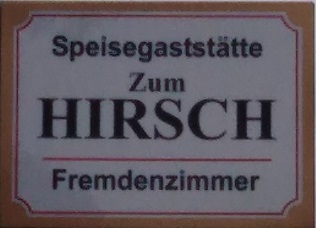 Speisegaststätte
Zum
HIRSCH
Fremdenzimmer